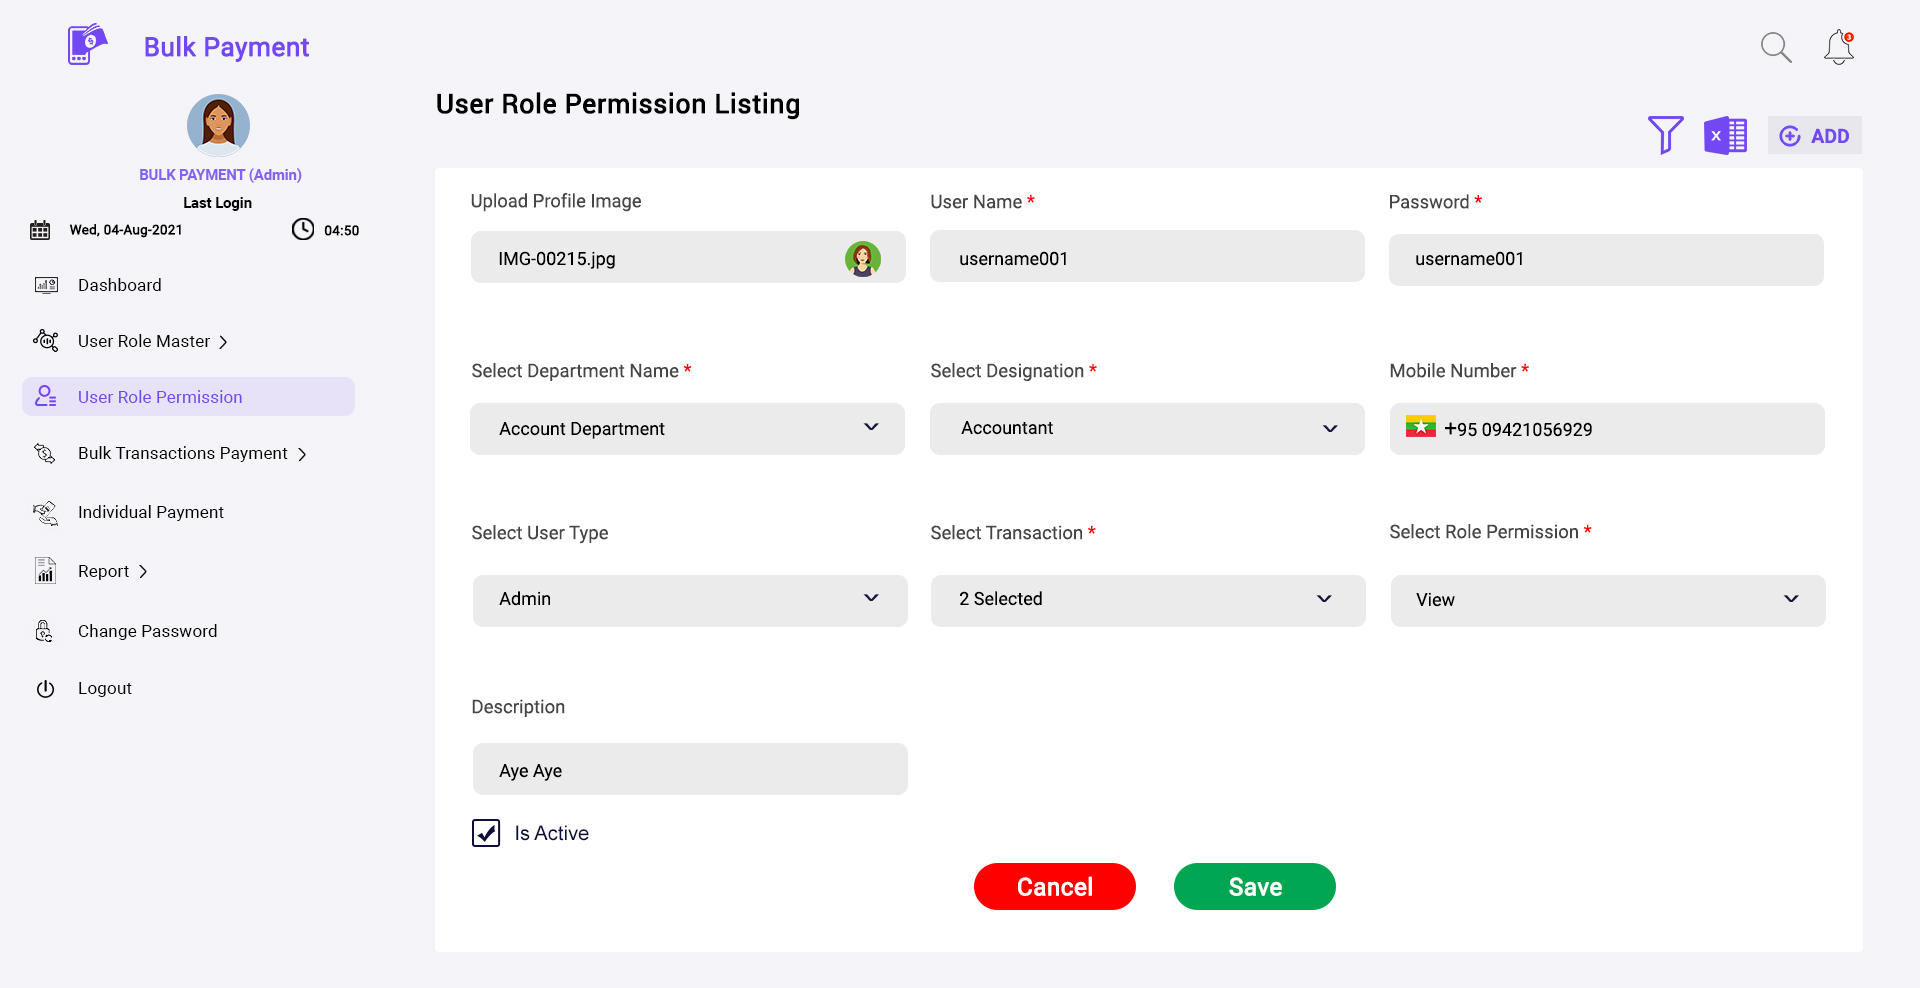 Bulk Payment
3
User Role Permission Listing
X
ADD
BULK PAYMENT (Admin)
Last Login
Wed, 04-Aug-2021 04:50
Dashboard
User Role Master
User Role Permission
Bulk Transactions Payment
Individual Payment
Report
Change Password
Logout
Upload Profile Image User Name * Password *
IMG-00215.jpg username001 username001
Select Department Name * Select Designation * Mobile Number *
Account Department Accountant +95 09421056929
Select User Type Select Transaction * Select Role Permission *
Admin 2 Selected View
Description
Aye Aye
Is Active
Cancel Save